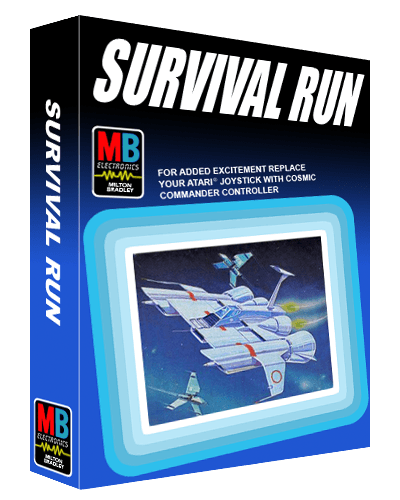 SURVIVAL RUN
MB
ELECTRONICS
MILTON
BRADLEY
FOR ADDED EXCITEMENT REPLACE
YOUR ATARI® JOYSTICK WITH COSMIC
COMMANDER CONTROLLER
SURVIVAL RUN
MB
ELECTRONICS
MILTON
BRADLEY